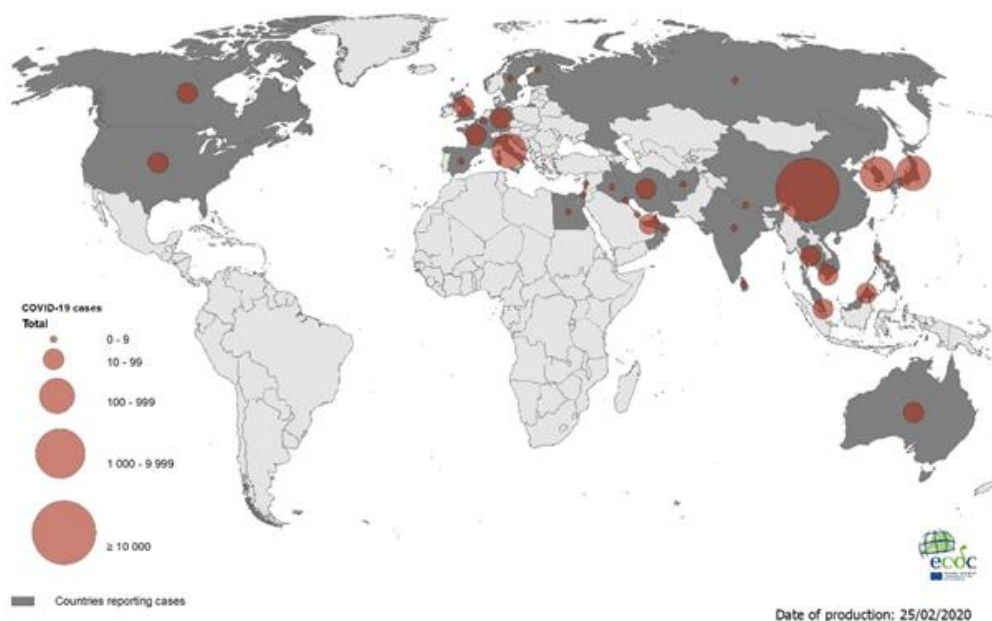 COVID-19 cases
Total
0 - 9
10 - 99
100 - 999
1 000 - 9 999
≥ 10 000
Countries reporting cases
ecdc
Date of production: 25/02/2020